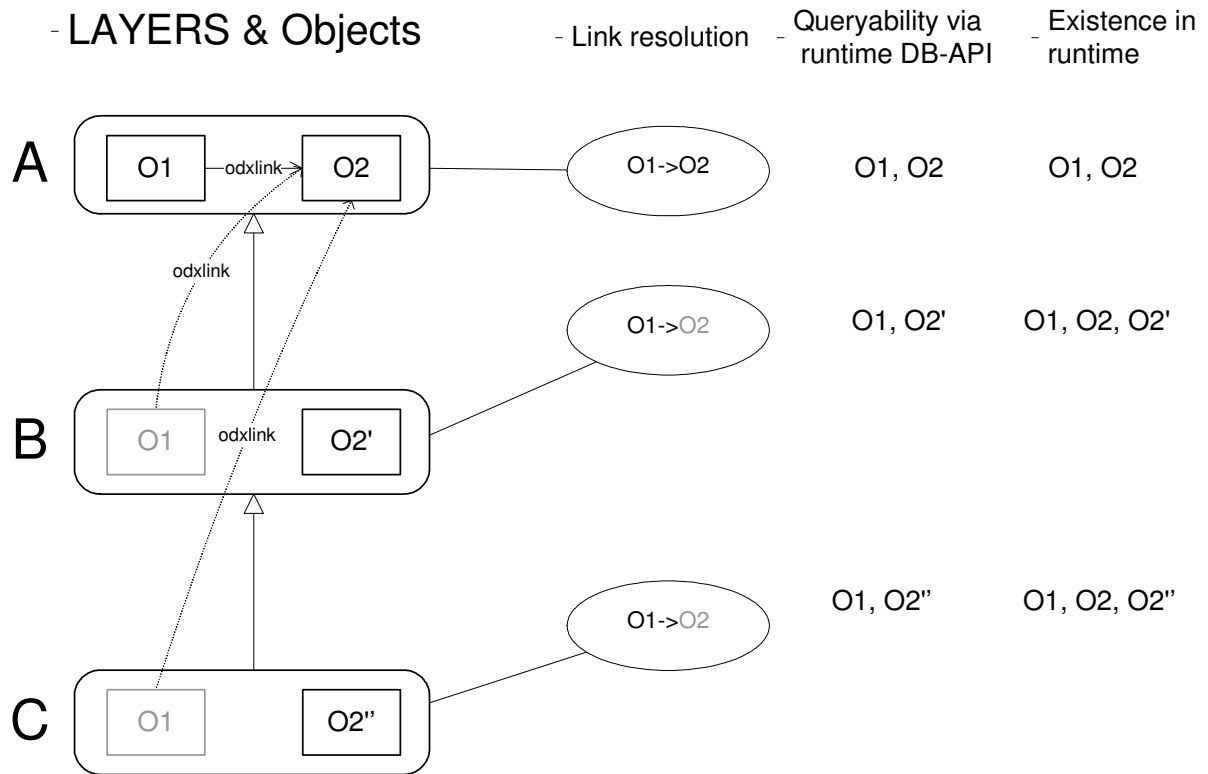 - LAYERS & Objects
- Link resolution
- Queryability via
runtime DB-API
- Existence in
runtime
A
O1
odxlink
O2
O1->O2
O1, O2
O1, O2
odxlink
O1->O2
O1, O2'
O1, O2, O2'
B
O1
odxlink
O2'
O1->O2
O1, O2''
O1, O2, O2''
C
O1
O2''